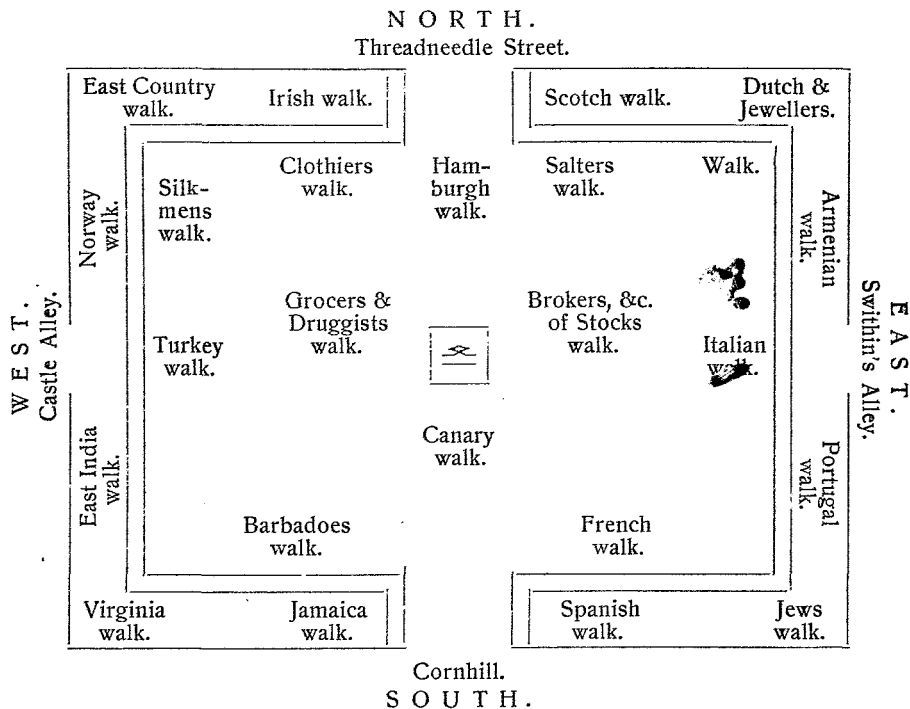 NORTH.
Threadneedle Street.
East Country
walk.
Irish walk.
Scotch walk.
Dutch &
Jewellers.
Clothiers
walk.
Ham-
burgh
walk.
Salters
walk.
Walk.
Silk-
mens
walk.
Norway
walk.
Armenian
walk.
Grocers &
Druggists
walk.
Brokers, &c.
of Stocks
walk.
Turkey
walk.
Italian
walk.
WEST.
Castle Alley.
EAST.
Swithin's Alley.
Canary
walk.
East India
walk.
Portugal
walk.
Barbadoes
walk.
French
walk.
Virginia
walk.
Jamaica
walk.
Spanish
walk.
Jews
walk.
Cornhill.
SOUTH.